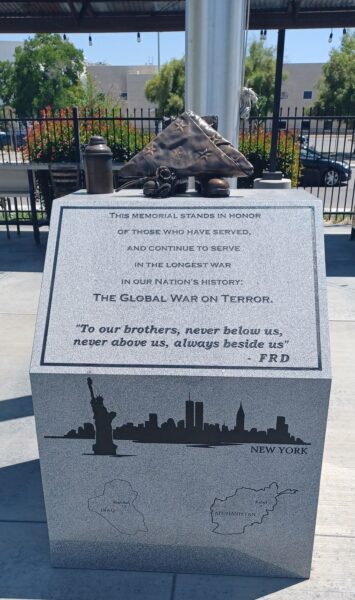 THIS MEMORIAL STANDS IN HONOR
OF THOSE WHO HAVE SERVED,
AND CONTINUE TO SERVE
IN THE LONGEST WAR
IN OUR NATION'S HISTORY:
THE GLOBAL WAR ON TERROR.
"To our brothers, never below us,
never above us, always beside us"
- FRD
NEW YORK
IRAQ
AFGHANISTAN